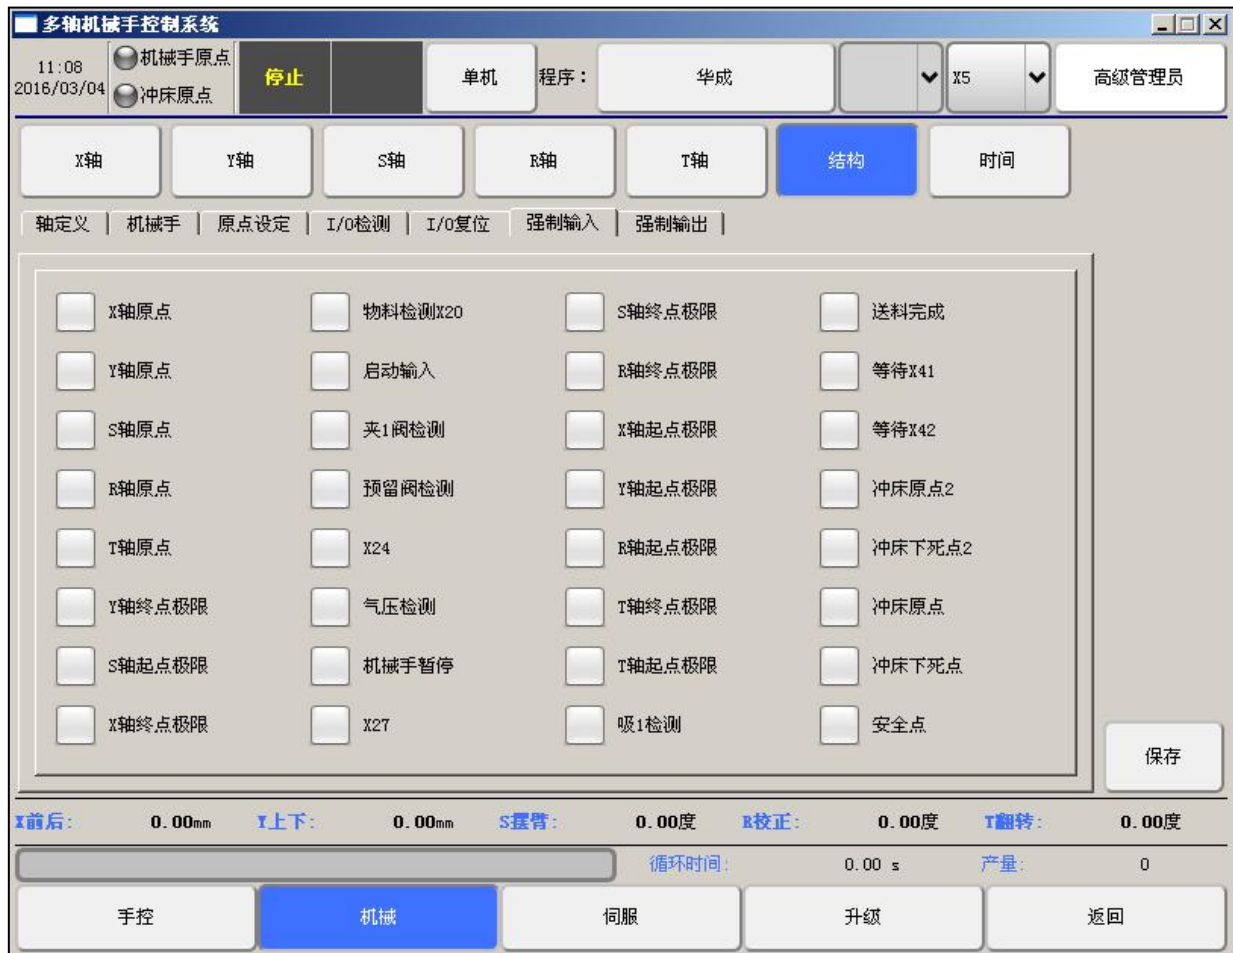 多轴机械手控制系统
11:08 机械手原点 停止 单机 程序： 华成 X5 高级管理员
2016/03/04 冲床原点
X轴 Y轴 S轴 R轴 T轴 结构 时间
轴定义 机械手 原点设定 I/O检测 I/O复位 强制输入 强制输出
X轴原点 物料检测X20 S轴终点极限 送料完成
Y轴原点 启动输入 R轴终点极限 等待X41
S轴原点 夹1阀检测 X轴起点极限 等待X42
R轴原点 预留阀检测 Y轴起点极限 冲床原点2
T轴原点 X24 R轴起点极限 冲床下死点2
Y轴终点极限 气压检测 T轴终点极限 冲床原点
S轴起点极限 机械手暂停 T轴起点极限 冲床下死点
X轴终点极限 X27 吸1检测 安全点
保存
X前后: 0.00mm Y上下: 0.00mm S摆臂: 0.00度 R校正: 0.00度 T翻转: 0.00度
循环时间: 0.00 s 产量: 0
手控 机械 伺服 升级 返回